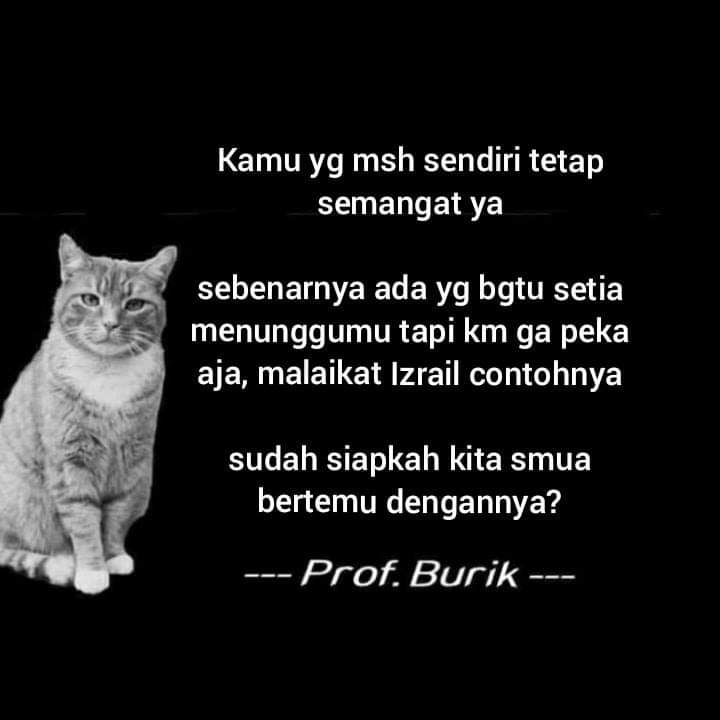 Kamu yg msh sendiri tetap
semangat ya
sebenarnya ada yg bgtu setia
menunggumu tapi km ga peka
aja, malaikat Izrail contohnya
sudah siapkah kita smua
bertemu dengannya?
--- Prof. Burik ---